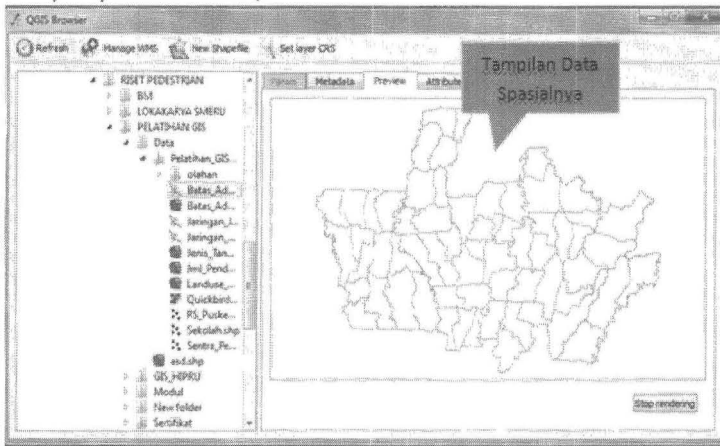 QGIS Browser
Refresh Manage WMS New Shapefile Set layer CRS
RISET PEDESTRIAN
BM
LOKAKARYA SMERU
PELATIHAN GIS
Data
Pelatihan_GIS...
olahan
Batas_Ad...
Batas_Ad...
Jaringan_J...
Jaringan_...
Jenis_Tan...
Jml_Pend...
Landuse_...
Quickbird...
RS_Puske...
Sekolah.shp
Sentra_Pe...
asd.shp
GIS_HIPRU
Modul
New folder
Sertifikat
Metadata Preview Attribute
Tampilan Data
Spasialnya
Stop rendering